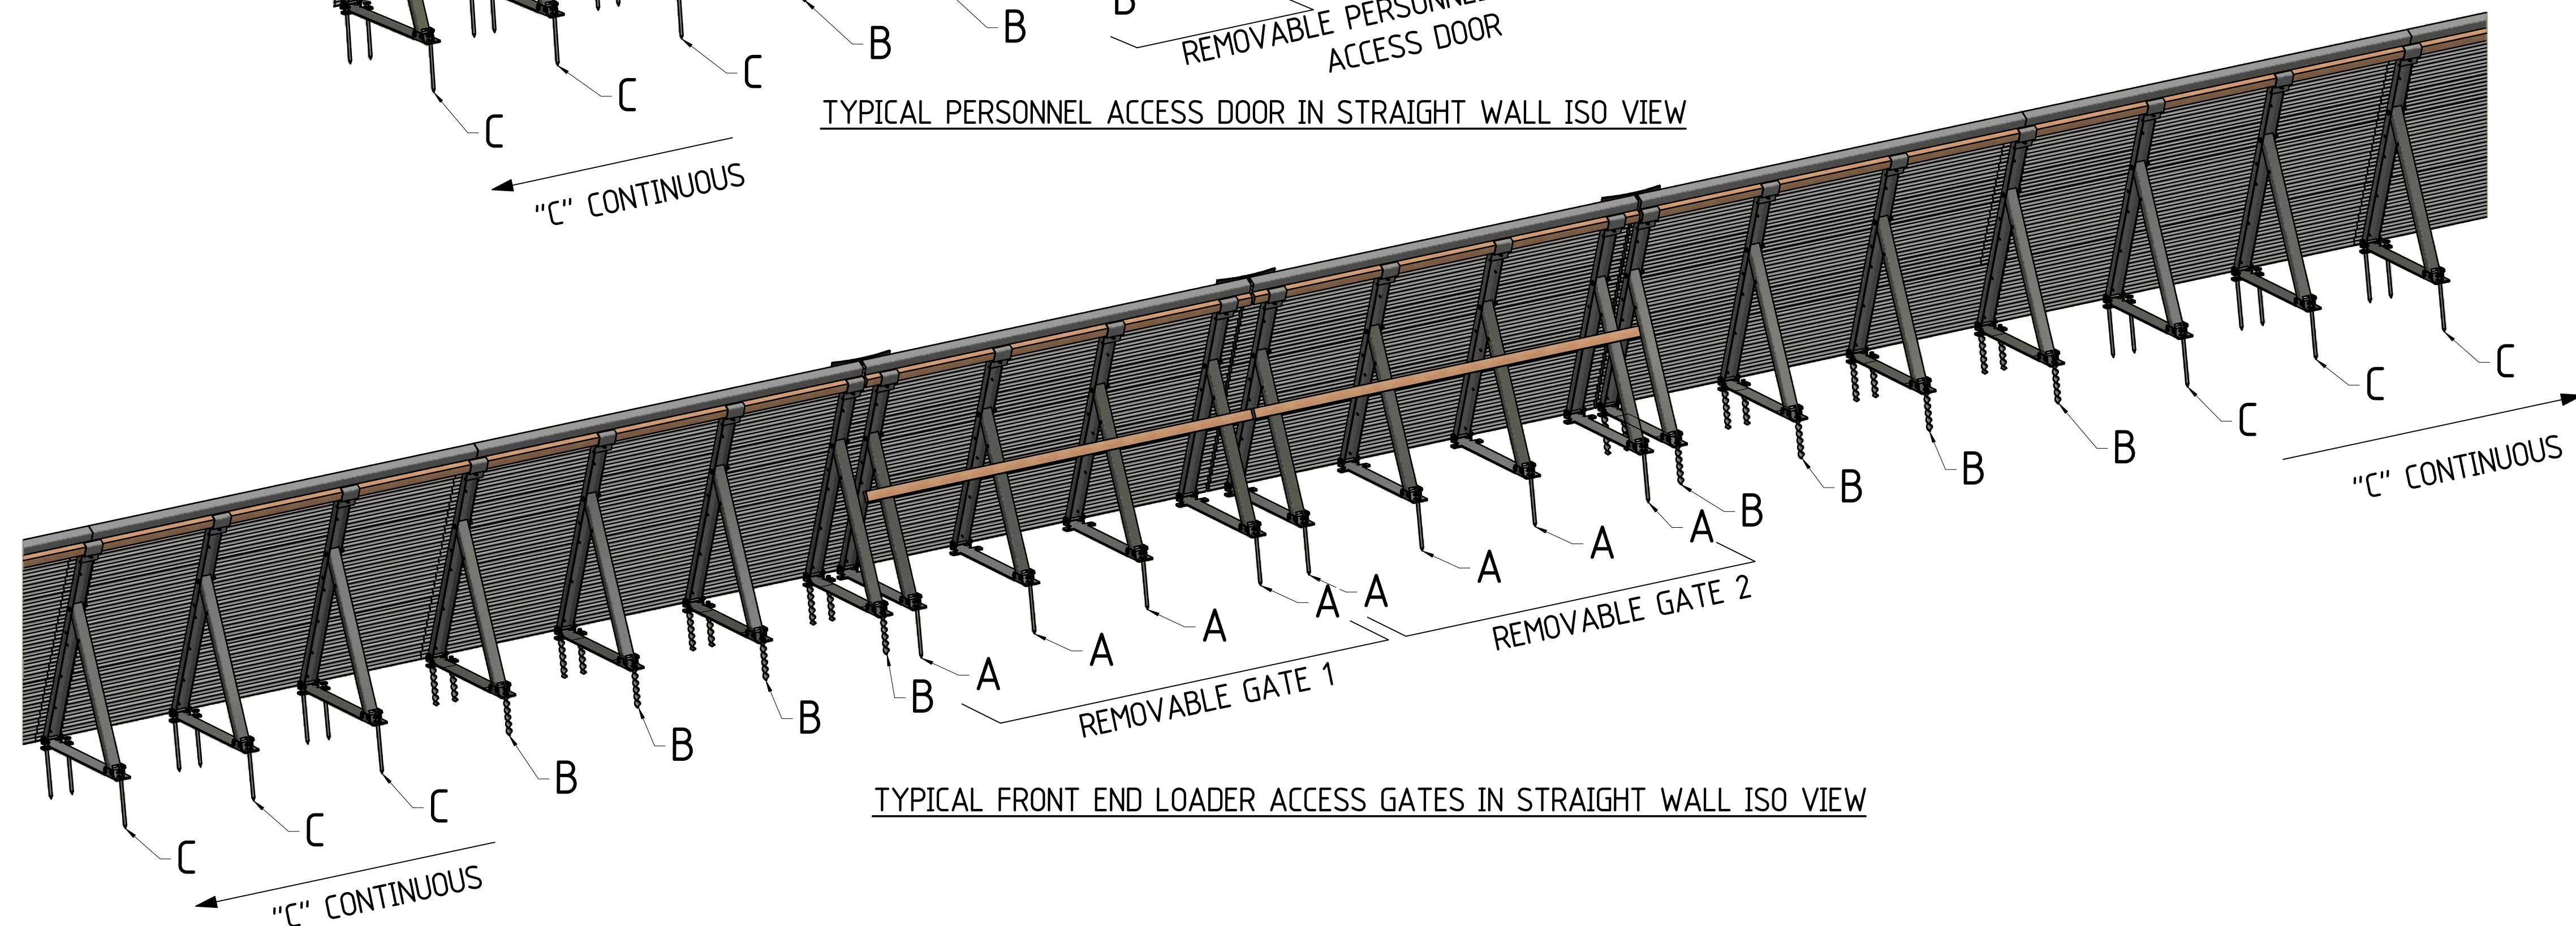 B
B
B
REMOVABLE PERSONNEL
ACCESS DOOR
C
C
C
TYPICAL PERSONNEL ACCESS DOOR IN STRAIGHT WALL ISO VIEW
"C" CONTINUOUS
C
C
C
"C" CONTINUOUS
B
B
B
B
A
A
A
A
REMOVABLE GATE 2
A
A
A
A
REMOVABLE GATE 1
B
B
B
B
TYPICAL FRONT END LOADER ACCESS GATES IN STRAIGHT WALL ISO VIEW
C
C
C
"C" CONTINUOUS